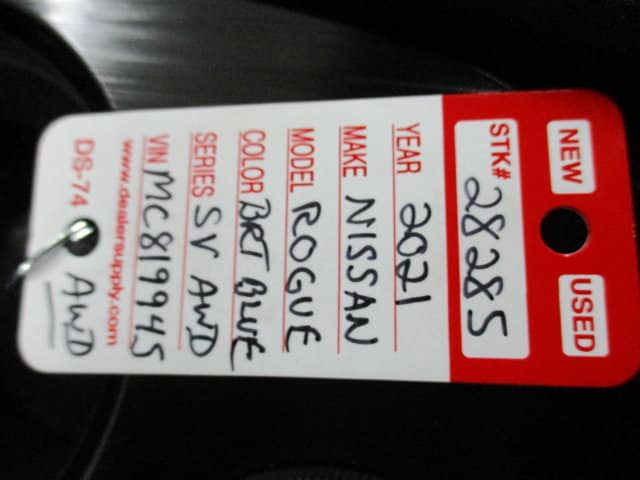 NEW USED
STK# 28285
YEAR 2021
MAKE NISSAN
MODEL ROGUE
COLOR BRT BLUE
SERIES SV AWD
VIN MC819945
www.dealersupply.com
DS-74 AWD